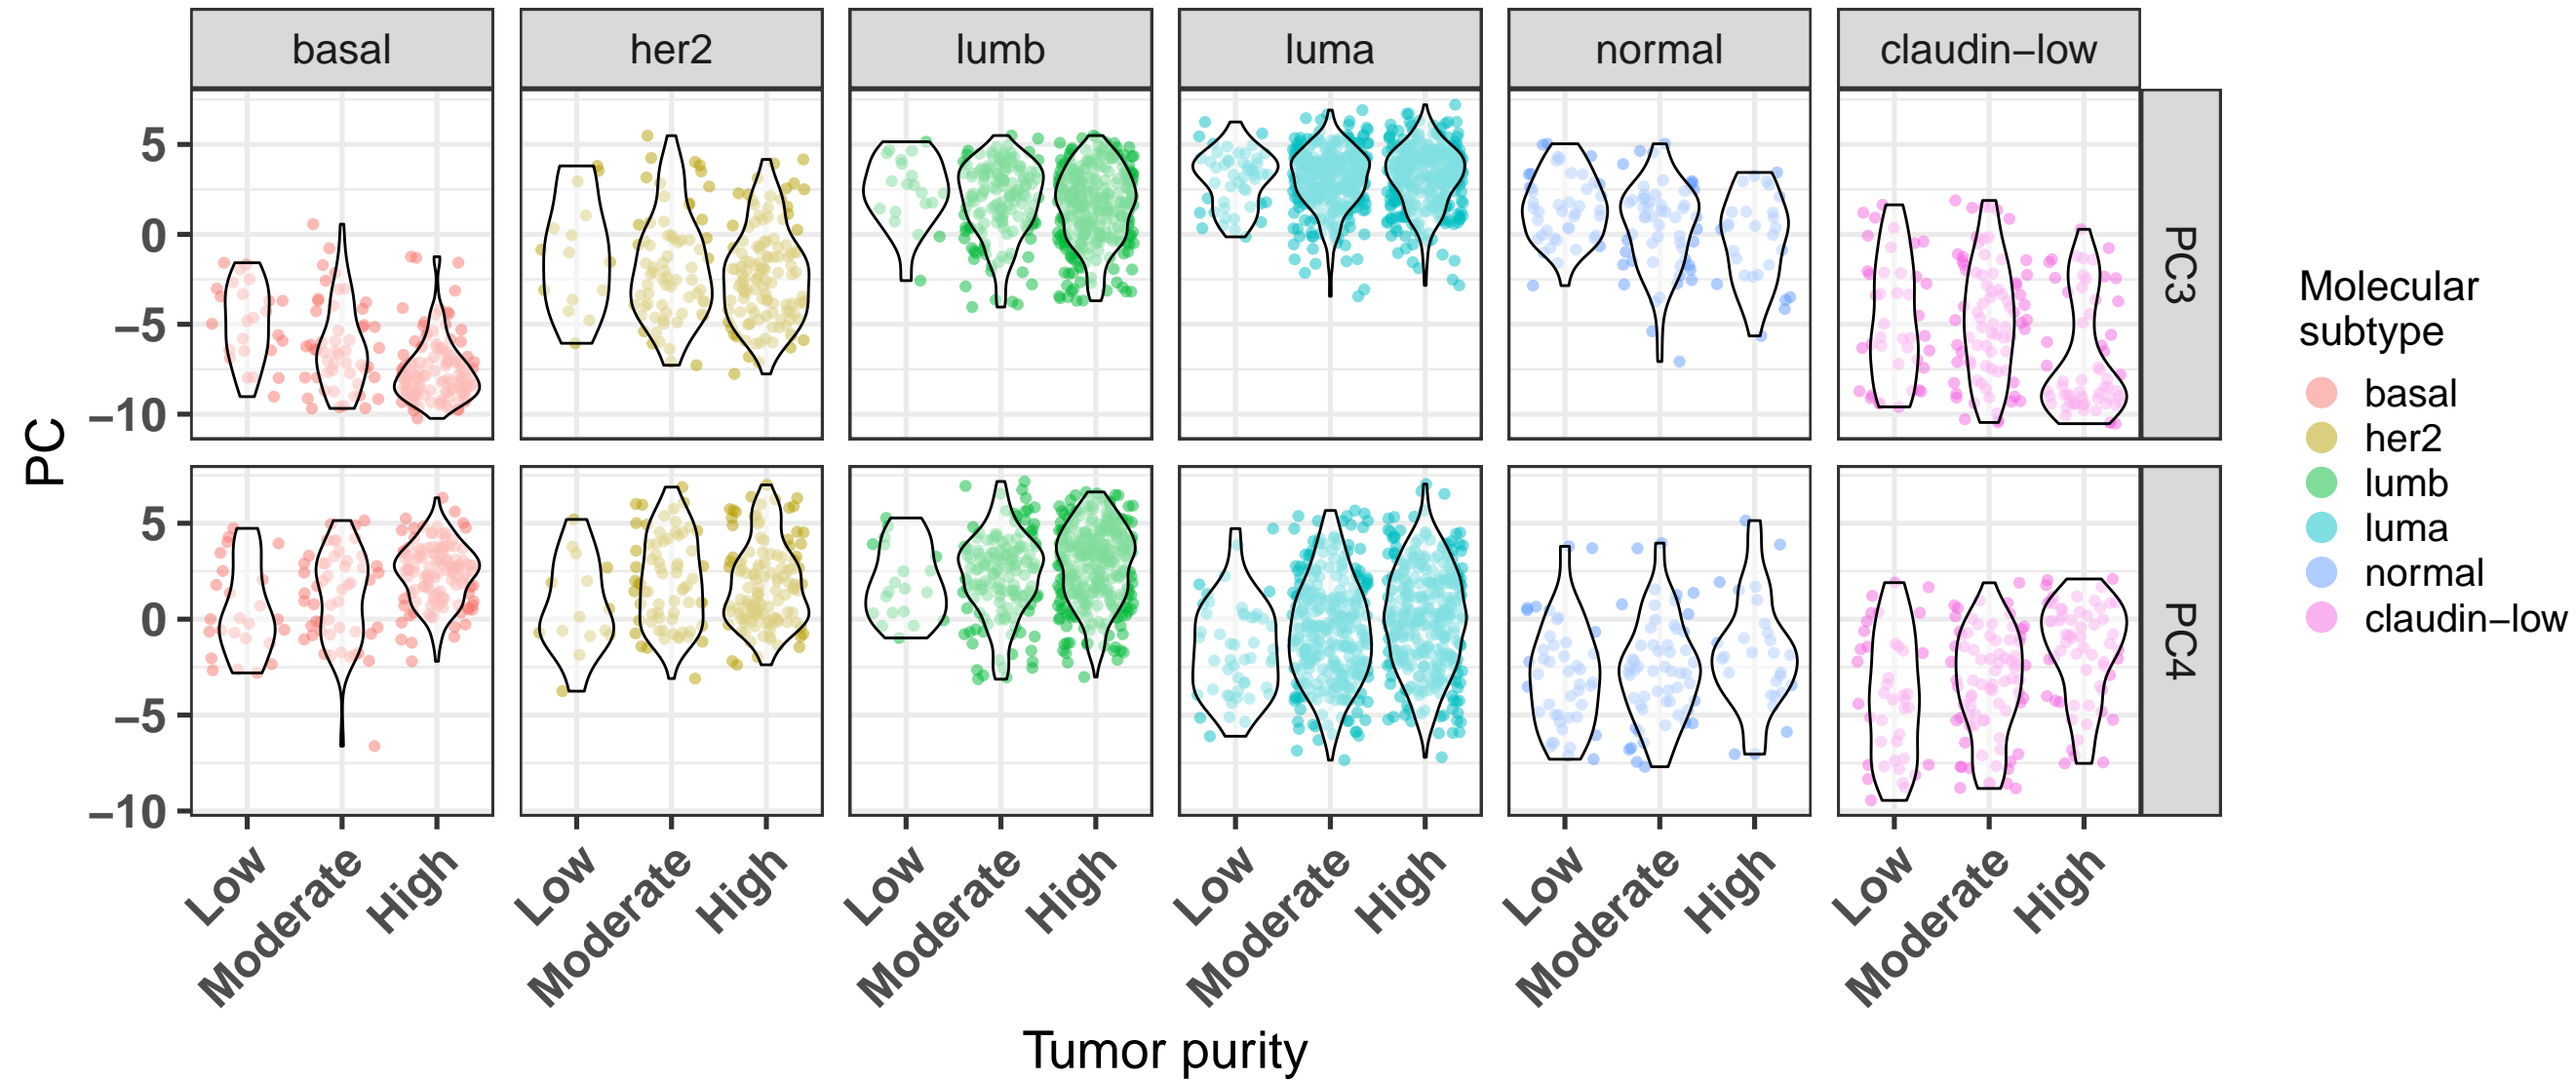 basal her2 lumb luma normal claudin−low
PC
5
0
−5
−10
PC3
5
0
−5
−10
PC4
Low Moderate High Low Moderate High Low Moderate High Low Moderate High Low Moderate High Low Moderate High
Tumor purity
Molecular
subtype
basal
her2
lumb
luma
normal
claudin−low